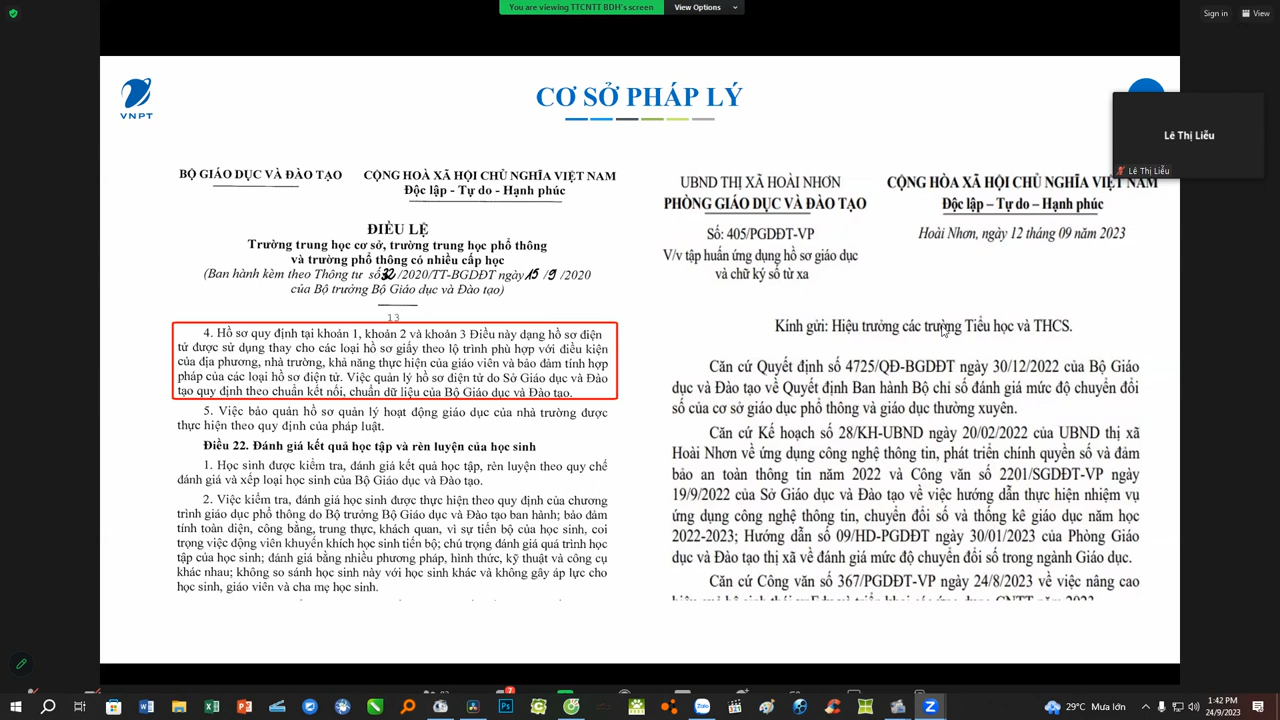 You are viewing TTCNTT BDH's screen
View Options
Sign in
View
VNPT
CƠ SỞ PHÁP LÝ
Lê Thị Liễu
Lê Thị Liễu
BỘ GIÁO DỤC VÀ ĐÀO TẠO
CỘNG HOÀ XÃ HỘI CHỦ NGHĨA VIỆT NAM
Độc lập - Tự do - Hạnh phúc
ĐIỀU LỆ
Trường trung học cơ sở, trường trung học phổ thông
và trường phổ thông có nhiều cấp học
(Ban hành kèm theo Thông tư số 32/2020/TT-BGDĐT ngày 15/9/2020
của Bộ trưởng Bộ Giáo dục và Đào tạo)
13
4. Hồ sơ quy định tại khoản 1, khoản 2 và khoản 3 Điều này dạng hồ sơ điện
tử được sử dụng thay cho các loại hồ sơ giấy theo lộ trình phù hợp với điều kiện
của địa phương, nhà trường, khả năng thực hiện của giáo viên và bảo đảm tính hợp
pháp của các loại hồ sơ điện tử. Việc quản lý hồ sơ điện tử do Sở Giáo dục và Đào
tạo quy định theo chuẩn kết nối, chuẩn dữ liệu của Bộ Giáo dục và Đào tạo.
5. Việc bảo quản hồ sơ quản lý hoạt động giáo dục của nhà trường được
thực hiện theo quy định của pháp luật.
Điều 22. Đánh giá kết quả học tập và rèn luyện của học sinh
1. Học sinh được kiểm tra, đánh giá kết quả học tập, rèn luyện theo quy chế
đánh giá và xếp loại học sinh của Bộ Giáo dục và Đào tạo.
2. Việc kiểm tra, đánh giá học sinh được thực hiện theo quy định của chương
trình giáo dục phổ thông do Bộ trưởng Bộ Giáo dục và Đào tạo ban hành; bảo đảm
tính toàn diện, công bằng, trung thực, khách quan, vì sự tiến bộ của học sinh, coi
trọng việc động viên khuyến khích học sinh tiến bộ; chú trọng đánh giá quá trình học
tập của học sinh; đánh giá bằng nhiều phương pháp, hình thức, kỹ thuật và công cụ
khác nhau; không so sánh học sinh này với học sinh khác và không gây áp lực cho
học sinh, giáo viên và cha mẹ học sinh.
UBND THỊ XÃ HOÀI NHƠN
PHÒNG GIÁO DỤC VÀ ĐÀO TẠO
CỘNG HÒA XÃ HỘI CHỦ NGHĨA VIỆT NAM
Độc lập – Tự do – Hạnh phúc
Số: 405/PGDĐT-VP
Hoài Nhơn, ngày 12 tháng 09 năm 2023
V/v tập huấn ứng dụng hồ sơ giáo dục
và chữ ký số từ xa
Kính gửi: Hiệu trưởng các trường Tiểu học và THCS.
Căn cứ Quyết định số 4725/QĐ-BGDĐT ngày 30/12/2022 của Bộ Giáo
dục và Đào tạo về Quyết định Ban hành Bộ chỉ số đánh giá mức độ chuyển đổi
số của cơ sở giáo dục phổ thông và giáo dục thường xuyên.
Căn cứ Kế hoạch số 28/KH-UBND ngày 20/02/2022 của UBND thị xã
Hoài Nhơn về ứng dụng công nghệ thông tin, phát triển chính quyền số và đảm
bảo an toàn thông tin năm 2022 và Công văn số 2201/SGDĐT-VP ngày
19/9/2022 của Sở Giáo dục và Đào tạo về việc hướng dẫn thực hiện nhiệm vụ
ứng dụng công nghệ thông tin, chuyển đổi số và thống kê giáo dục năm học
2022-2023; Hướng dẫn số 09/HD-PGDĐT ngày 30/01/2023 của Phòng Giáo
dục và Đào tạo thị xã về đánh giá mức độ chuyển đổi số trong ngành Giáo dục.
Căn cứ Công văn số 367/PGDĐT-VP ngày 24/8/2023 về việc nâng cao
29°C Mưa lớn
1:42 PM
24/9/2023